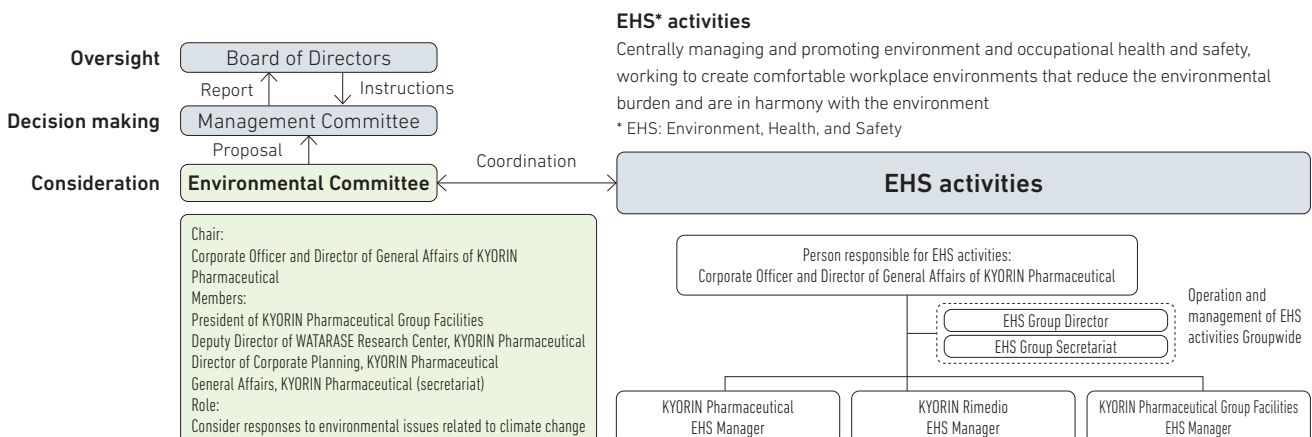 Oversight
Board of Directors
Report
Instructions
Decision making
Management Committee
Proposal
Consideration
Environmental Committee
Coordination
Chair:
Corporate Officer and Director of General Affairs of KYORIN
Pharmaceutical
Members:
President of KYORIN Pharmaceutical Group Facilities
Deputy Director of WATARASE Research Center, KYORIN Pharmaceutical
Director of Corporate Planning, KYORIN Pharmaceutical
General Affairs, KYORIN Pharmaceutical (secretariat)
Role:
Consider responses to environmental issues related to climate change
EHS* activities
Centrally managing and promoting environment and occupational health and safety,
working to create comfortable workplace environments that reduce the environmental
burden and are in harmony with the environment
* EHS: Environment, Health, and Safety
EHS activities
Person responsible for EHS activities:
Corporate Officer and Director of General Affairs of KYORIN Pharmaceutical
EHS Group Director
EHS Group Secretariat
Operation and
management of EHS
activities Groupwide
KYORIN Pharmaceutical
EHS Manager
KYORIN Rimedio
EHS Manager
KYORIN Pharmaceutical Group Facilities
EHS Manager